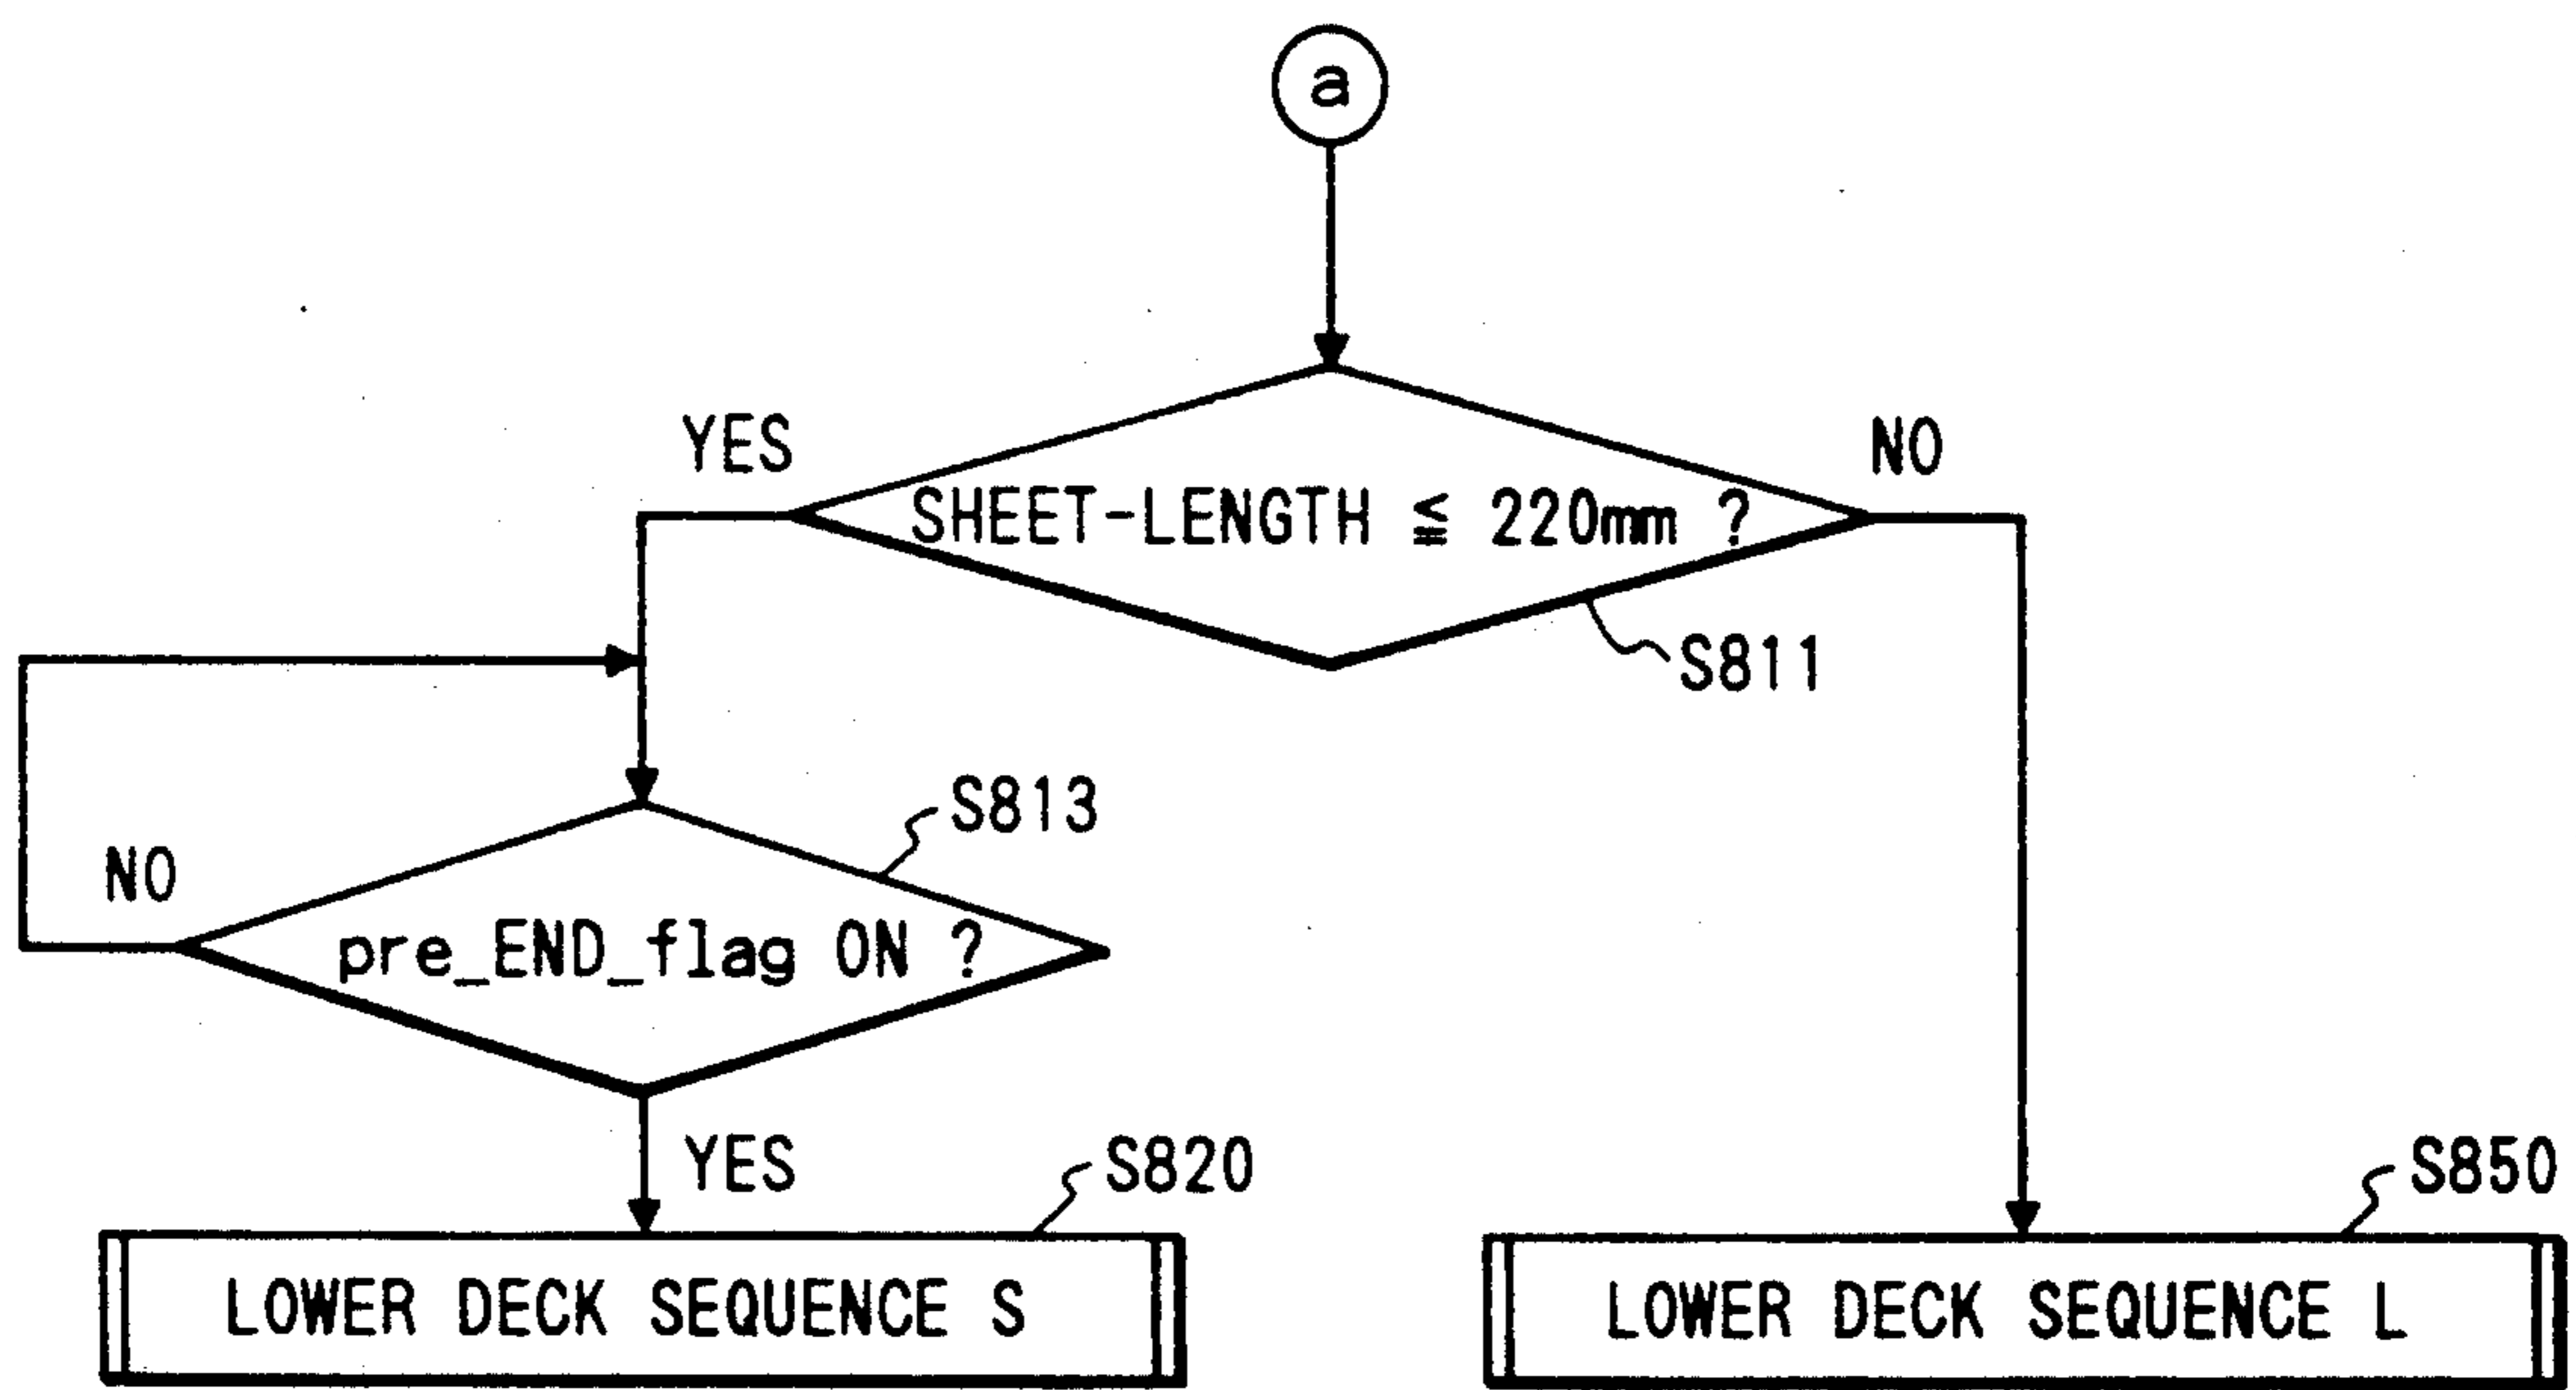 a
YES
NO
SHEET-LENGTH ≦ 220mm ?
S811
S813
NO
pre_END_flag ON ?
YES
S820
S850
LOWER DECK SEQUENCE S
LOWER DECK SEQUENCE L